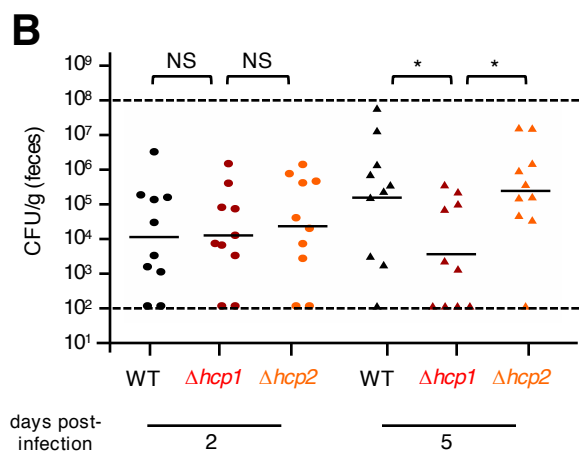 B
NS NS * *
10⁹
10⁸
10⁷
10⁶
10⁵
10⁴
10³
10²
10¹
CFU/g (feces)
WT Δhcp1 Δhcp2 WT Δhcp1 Δhcp2
days post-
infection
2 5